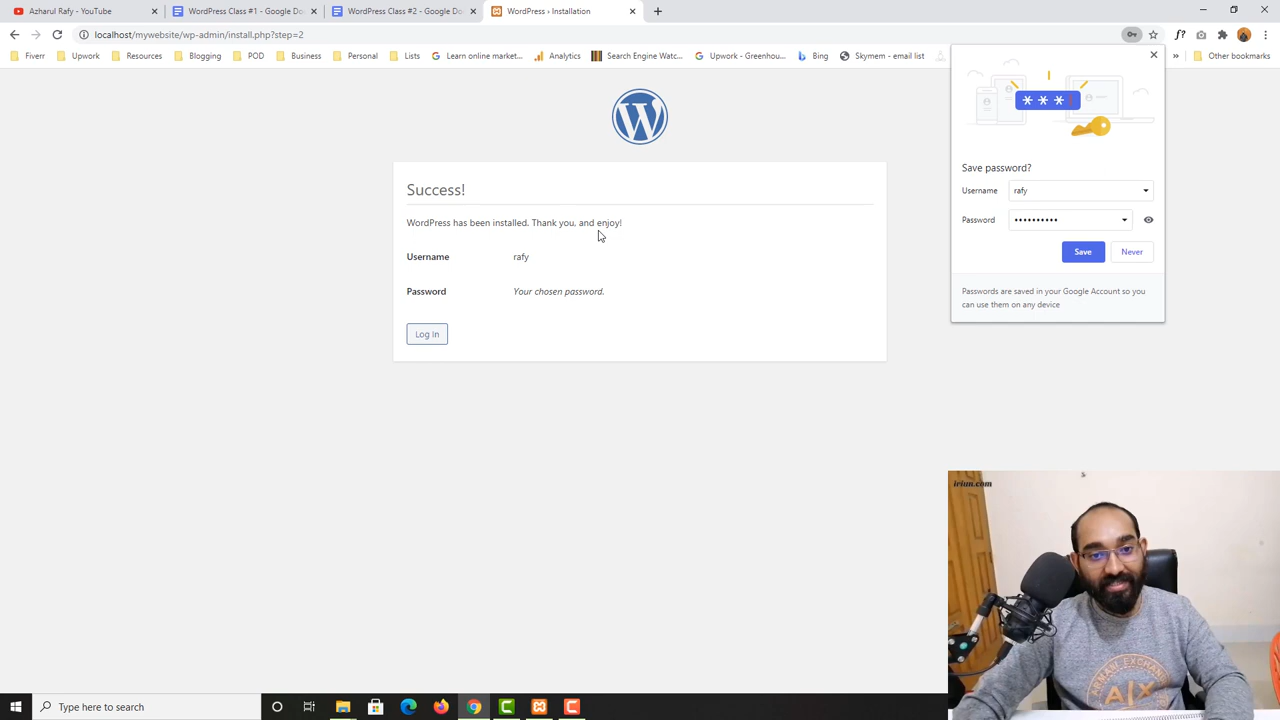 Azharul Rafy - YouTube
WordPress Class #1 - Google Do
WordPress Class #2 - Google Do
WordPress › Installation
localhost/mywebsite/wp-admin/install.php?step=2
f?
Fiverr
Upwork
Resources
Blogging
POD
Business
Personal
Lists
Learn online market...
Analytics
Search Engine Watc...
Upwork - Greenhou...
Bing
Skymem - email list
»
Other bookmarks
W
Success!
WordPress has been installed. Thank you, and enjoy!
Username rafy
Password Your chosen password.
Log In
***
Save password?
Username rafy
Password ••••••••••
Save Never
Passwords are saved in your Google Account so you
can use them on any device
iriun.com
ARMANI EXCHANGE
A|X
Type here to search